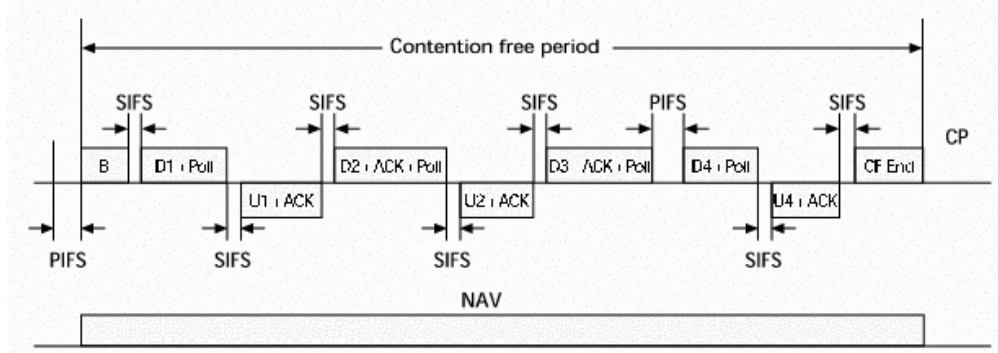 Contention free period
SIFS SIFS SIFS PIFS SIFS
CP
B D1 + Poll D2 + ACK + Poll D3 ACK + Poll D4 + Poll CF End
U1 + ACK U2 + ACK U4 + ACK
PIFS SIFS SIFS SIFS
NAV